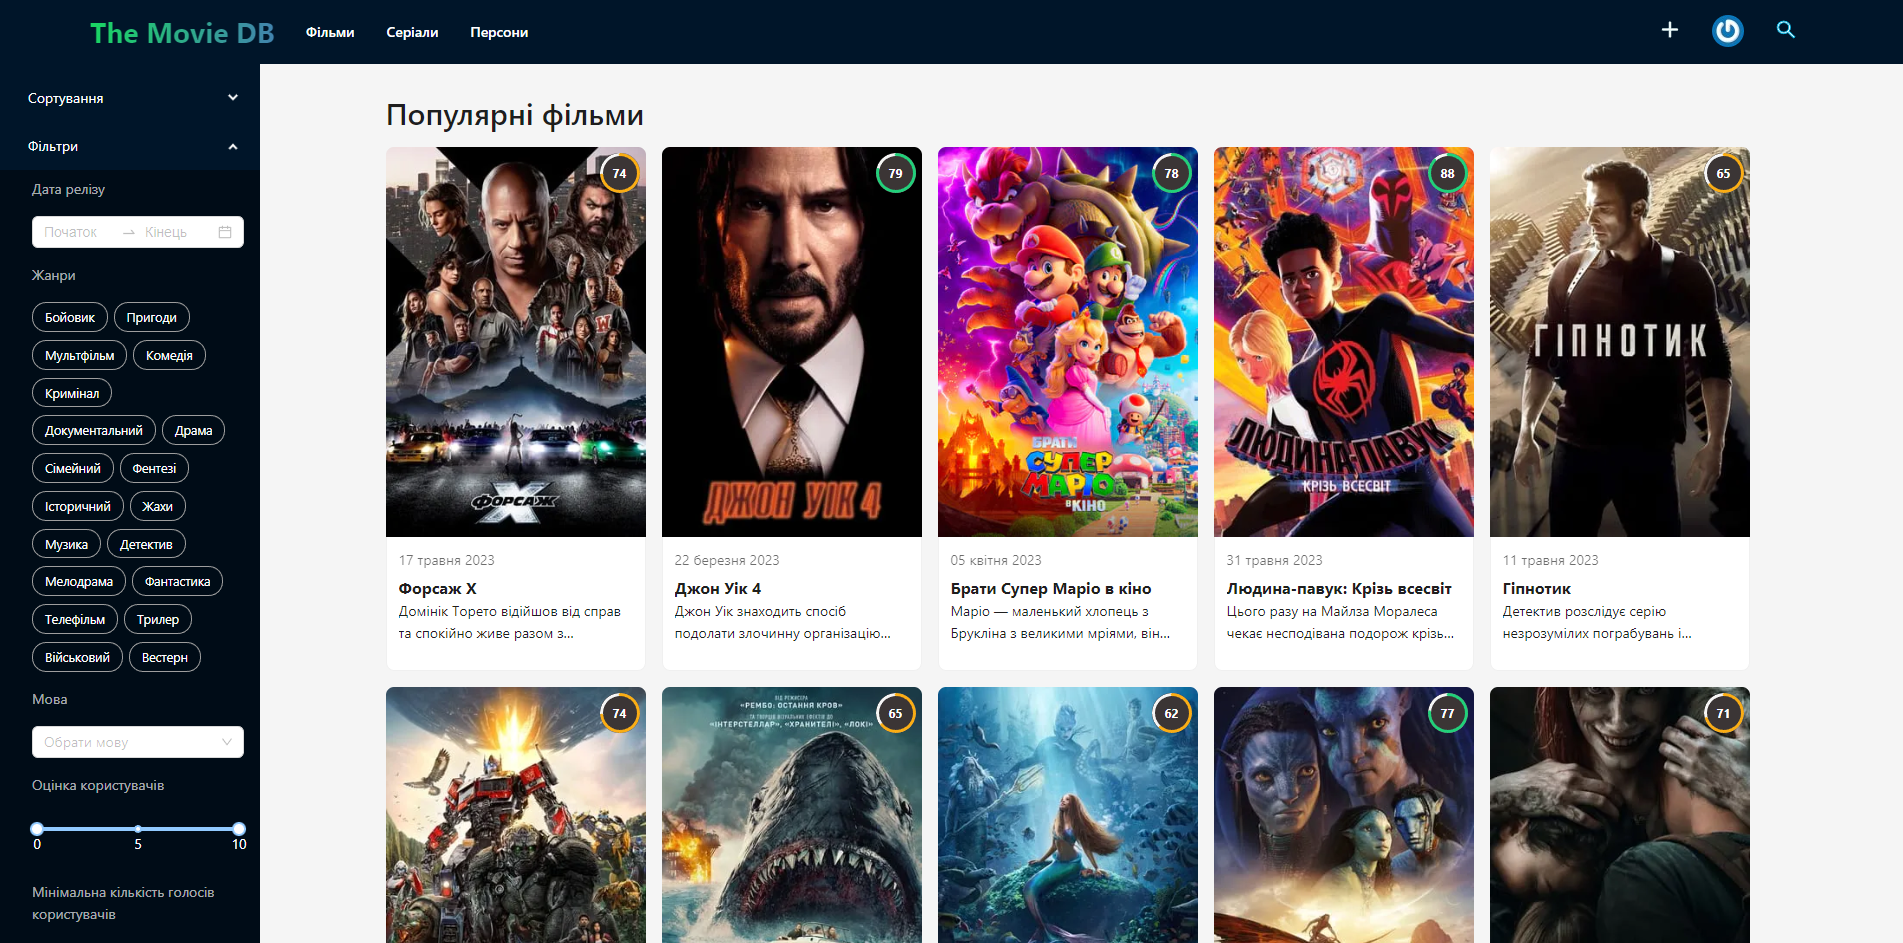 The Movie DB
Фільми
Серіали
Персони
Сортування
Фільтри
Дата релізу
Початок
Кінець
Жанри
Бойовик
Пригоди
Мультфільм
Комедія
Кримінал
Документальний
Драма
Сімейний
Фентезі
Історичний
Жахи
Музика
Детектив
Мелодрама
Фантастика
Телефільм
Трилер
Військовий
Вестерн
Мова
Обрати мову
Оцінка користувачів
0
5
10
Мінімальна кількість голосів
користувачів
Популярні фільми
74
ФОРСАЖ
X
17 травня 2023
Форсаж X
Домінік Торето відійшов від справ
та спокійно живе разом з...
79
ДЖОН УІК 4
22 березня 2023
Джон Уік 4
Джон Уік знаходить спосіб
подолати злочинну організацію...
78
БРАТИ
СУПЕР
МАРІО
В КІНО
05 квітня 2023
Брати Супер Маріо в кіно
Маріо — маленький хлопець з
Брукліна з великими мріями, він...
88
ЛЮДИНА-ПАВУК
КРІЗЬ ВСЕСВІТ
31 травня 2023
Людина-павук: Крізь всесвіт
Цього разу на Майлза Моралеса
чекає несподівана подорож крізь...
65
ГІПНОТИК
11 травня 2023
Гіпнотик
Детектив розслідує серію
незрозумілих пограбувань і...
74
65
ВІД РЕЖИСЕРА
«РЕМБО: ОСТАННЯ КРОВ»
ТА ТВОРЦІВ ВІЗУАЛЬНИХ ЕФЕКТІВ ДО
«ІНТЕРСТЕЛЛАР», «ХРАНИТЕЛІ», «ЛОКІ»
62
77
71